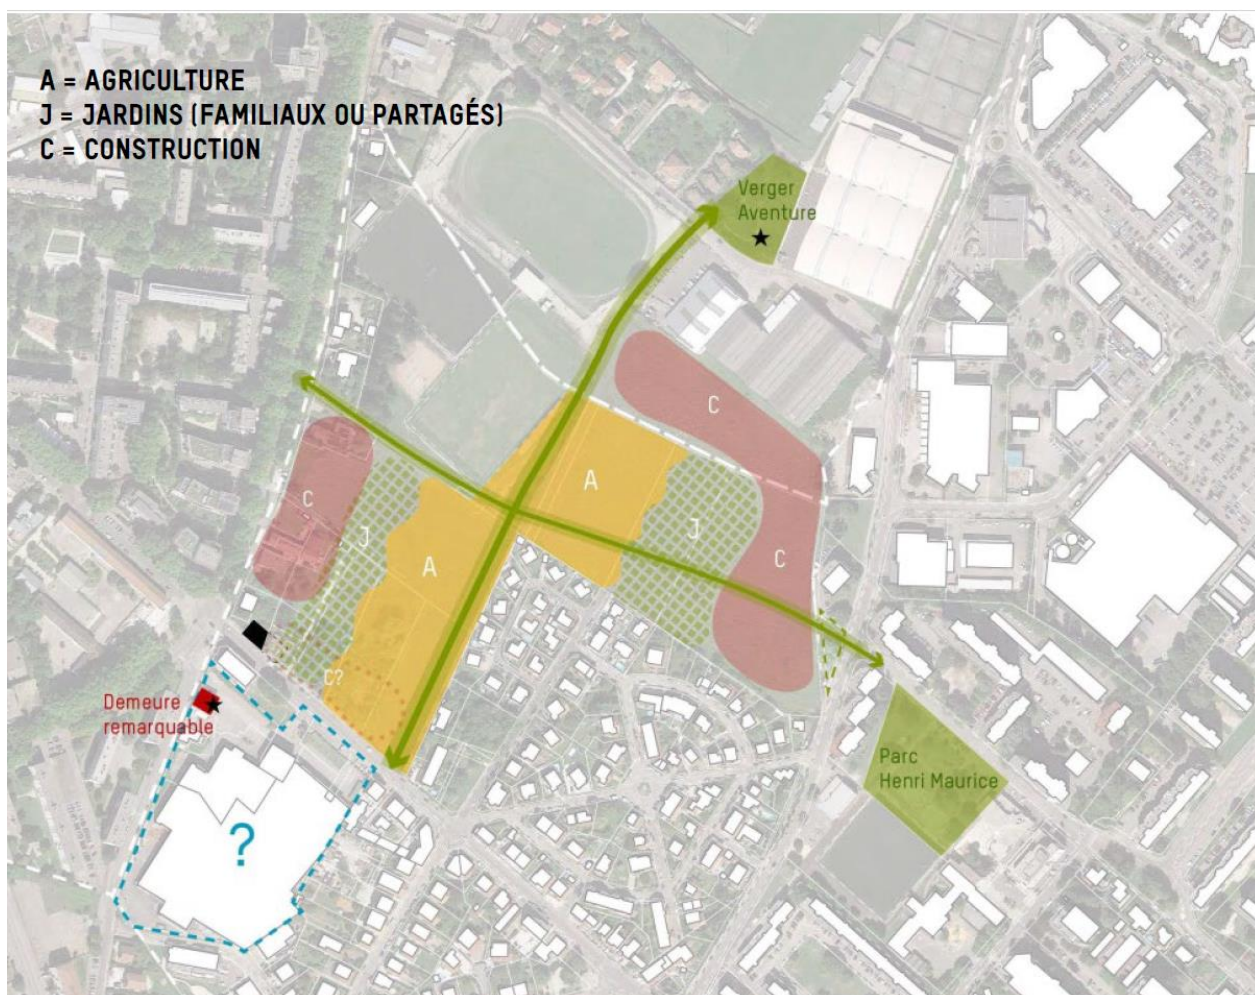 A = AGRICULTURE
J = JARDINS (FAMILIAUX OU PARTAGÉS)
C = CONSTRUCTION
Verger
Aventure
C
A
C
J
J
C
A
C?
Demeure
remarquable
Parc
Henri Maurice
?